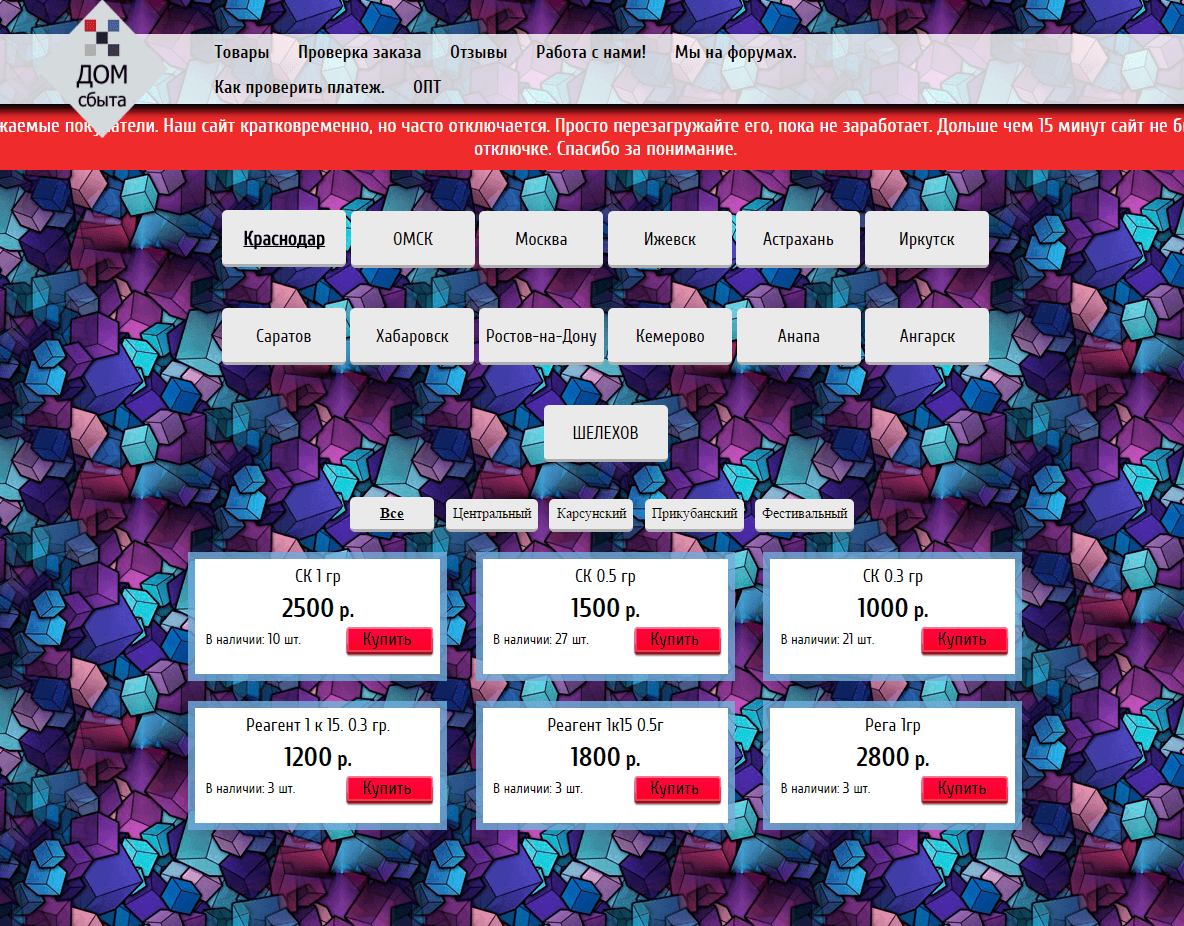 ДОМ
сбыта
Товары Проверка заказа Отзывы Работа с нами! Мы на форумах.
Как проверить платеж. ОПТ
Наш сайт кратковременно, но часто отключается. Просто перезагружайте его, пока не заработает. Дольше чем 15 минут сайт не
отключке. Спасибо за понимание.
Краснодар ОМСК Москва Ижевск Астрахань Иркутск
Саратов Хабаровск Ростов-на-Дону Кемерово Анапа Ангарск
ШЕЛЕХОВ
Все Центральный Карсунский Прикубанский Фестивальный
СК 1 гр СК 0.5 гр СК 0.3 гр
2500 р. 1500 р. 1000 р.
В наличии: 10 шт. Купить В наличии: 27 шт. Купить В наличии: 21 шт. Купить
Реагент 1 к 15. 0.3 гр. Реагент 1к15 0.5г Рега 1гр
1200 р. 1800 р. 2800 р.
В наличии: 3 шт. Купить В наличии: 3 шт. Купить В наличии: 3 шт. Купить